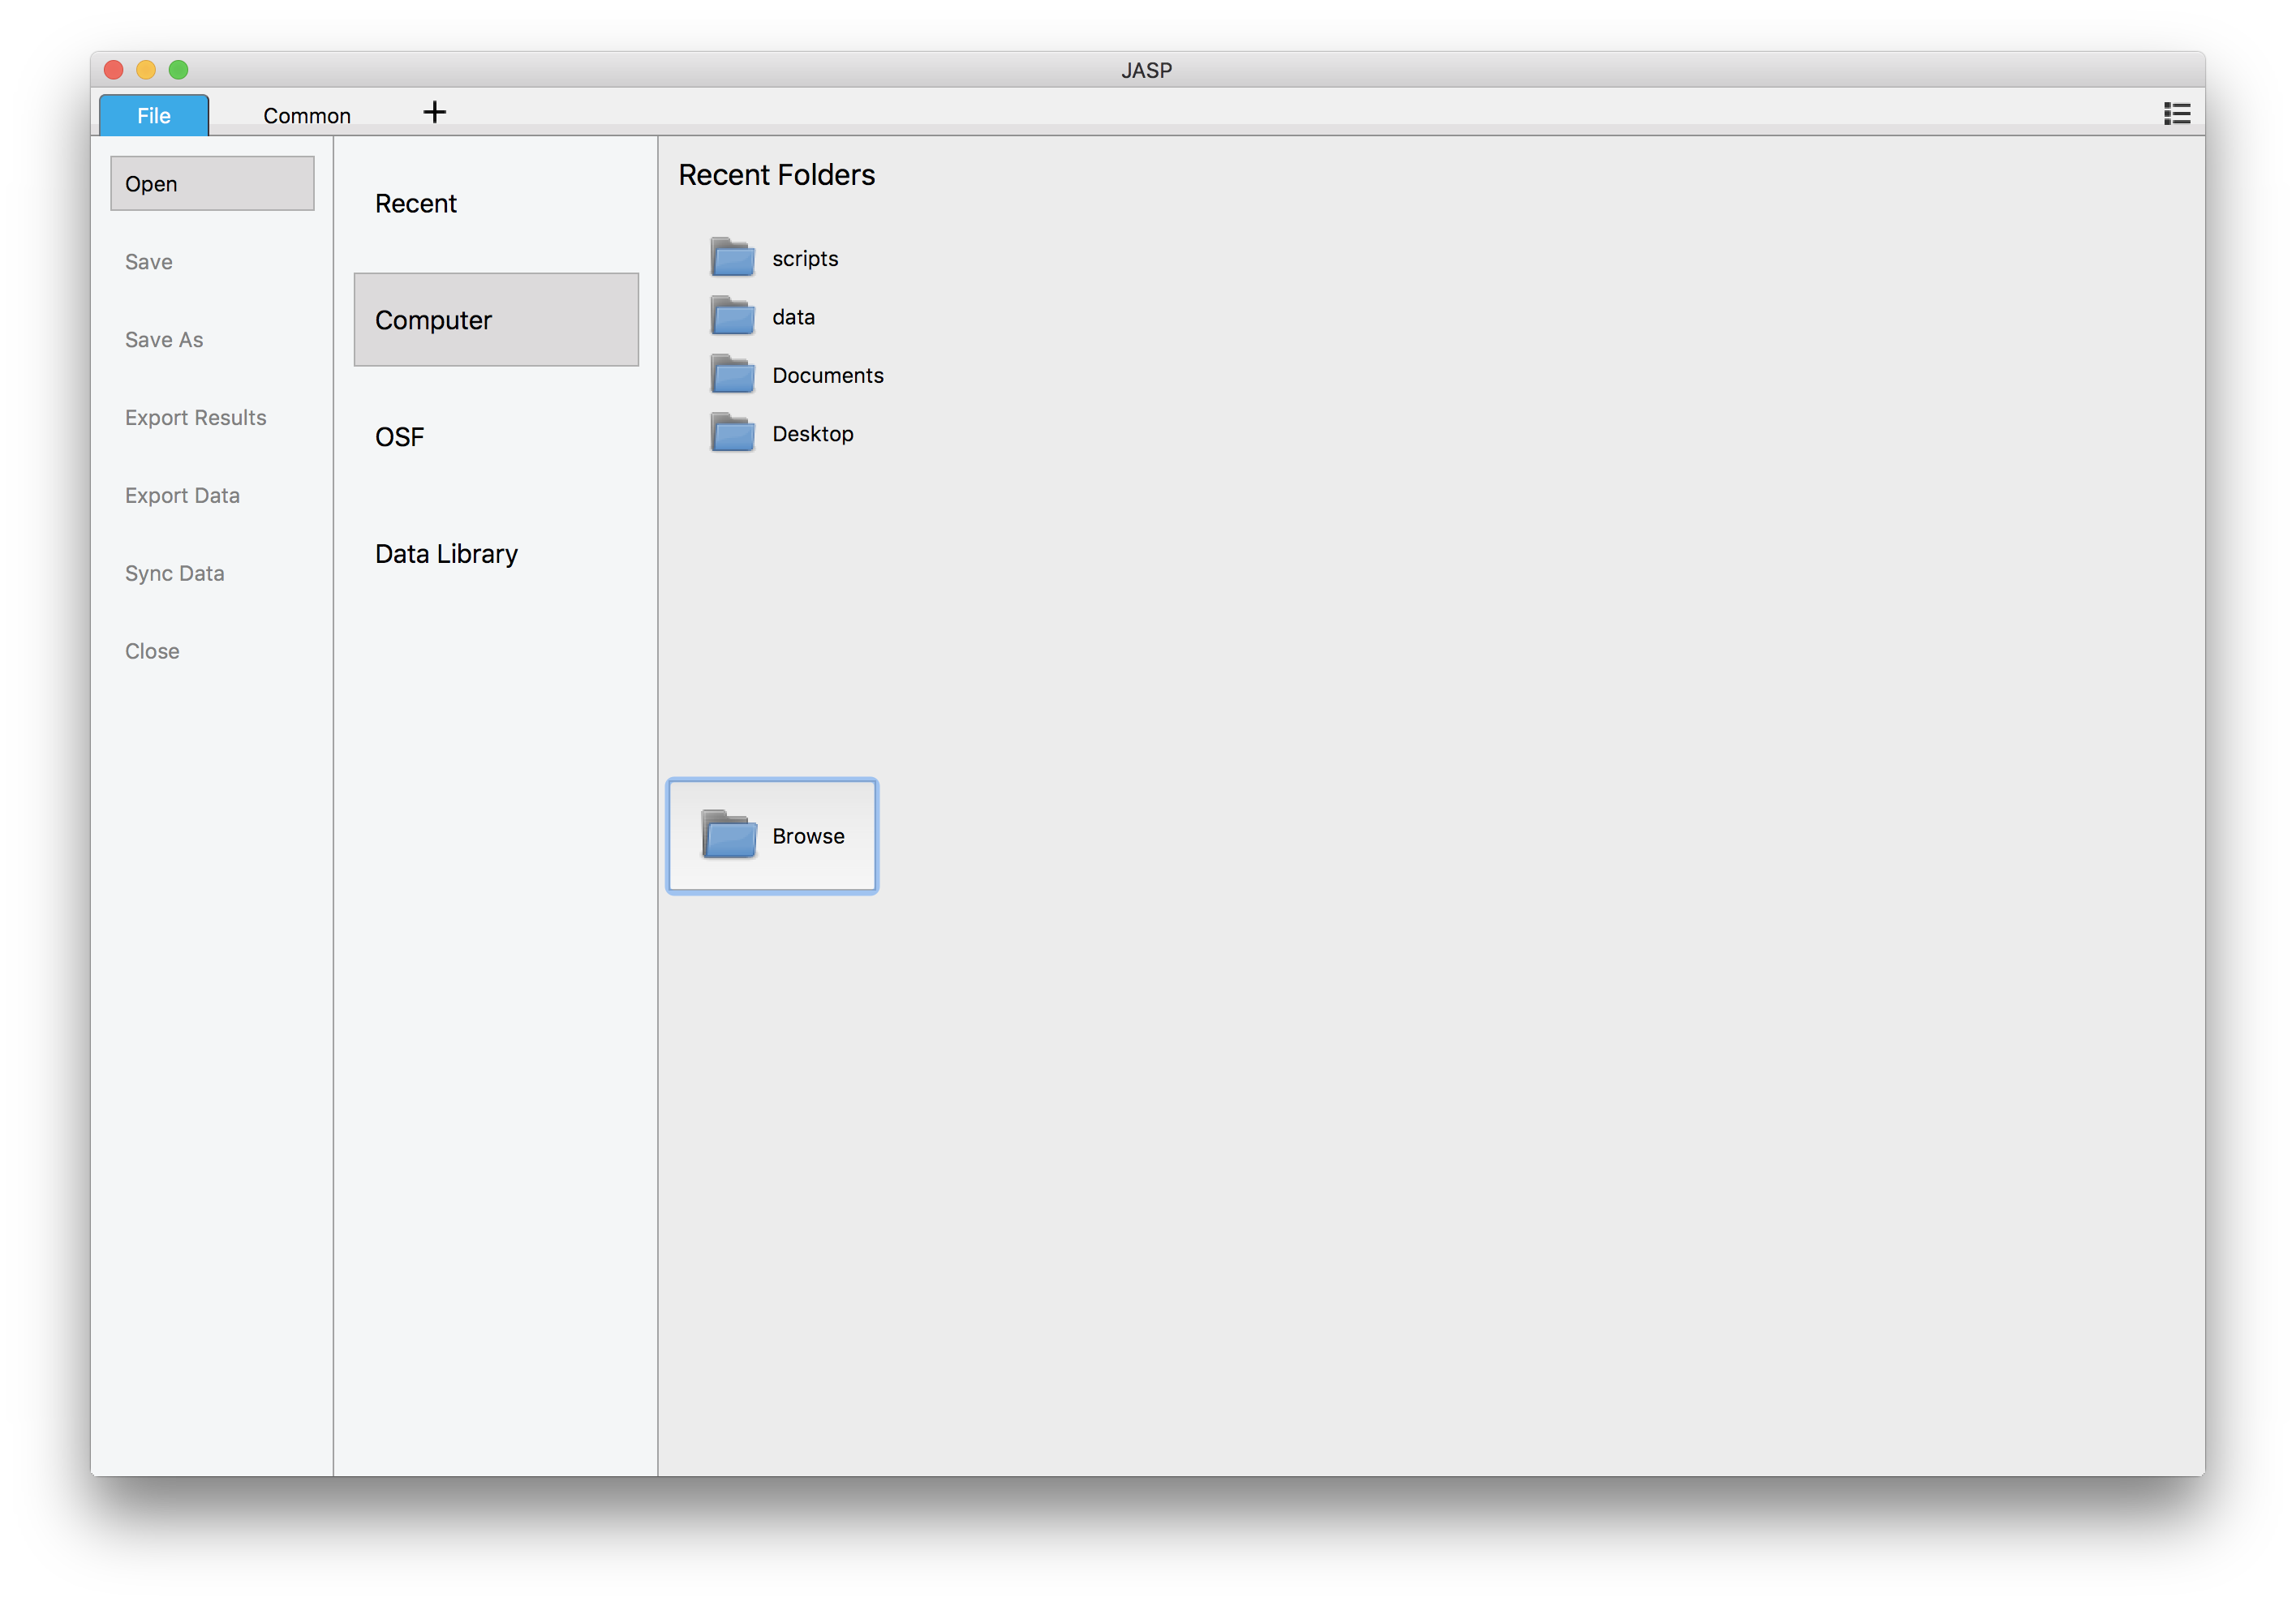 JASP
File
Common
+
Open
Save
Save As
Export Results
Export Data
Sync Data
Close
Recent
Computer
OSF
Data Library
Recent Folders
scripts
data
Documents
Desktop
Browse